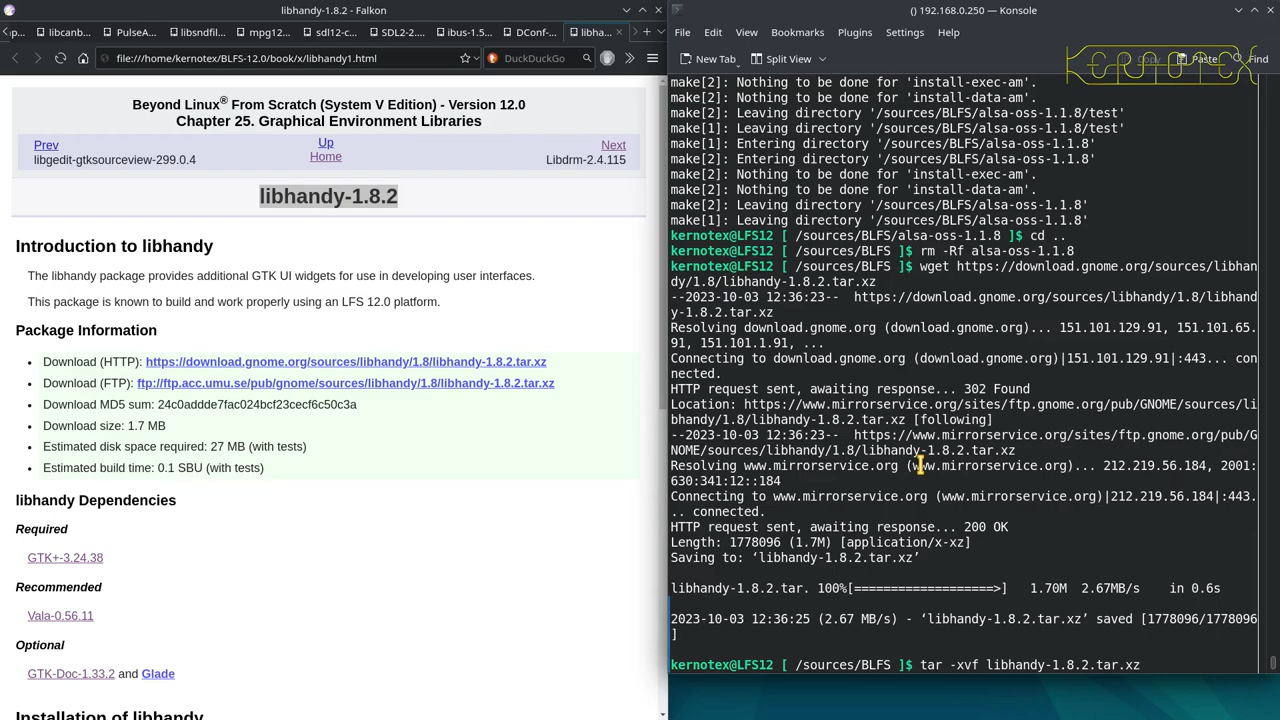 libhandy-1.8.2 - Falkon
libcanb...
PulseA...
libsndfil...
mpg12...
sdl12-c...
SDL2-2....
ibus-1.5...
DConf-...
libha...
file:///home/kernotex/BLFS-12.0/book/x/libhandy1.html
DuckDuckGo
Beyond Linux® From Scratch (System V Edition) - Version 12.0
Chapter 25. Graphical Environment Libraries
Prev
Up
Next
libgedit-gtksourceview-299.0.4
Home
Libdrm-2.4.115
libhandy-1.8.2
Introduction to libhandy
The libhandy package provides additional GTK UI widgets for use in developing user interfaces.
This package is known to build and work properly using an LFS 12.0 platform.
Package Information
• Download (HTTP): https://download.gnome.org/sources/libhandy/1.8/libhandy-1.8.2.tar.xz
• Download (FTP): ftp://ftp.acc.umu.se/pub/gnome/sources/libhandy/1.8/libhandy-1.8.2.tar.xz
• Download MD5 sum: 24c0addde7fac024bcf23cecf6c50c3a
• Download size: 1.7 MB
• Estimated disk space required: 27 MB (with tests)
• Estimated build time: 0.1 SBU (with tests)
libhandy Dependencies
Required
GTK+-3.24.38
Recommended
Vala-0.56.11
Optional
GTK-Doc-1.33.2 and Glade
Installation of libhandy
() 192.168.0.250 — Konsole
File Edit View Bookmarks Plugins Settings Help
New Tab Split View Copy Paste Find
KernoteX
make[2]: Nothing to be done for 'install-exec-am'.
make[2]: Nothing to be done for 'install-data-am'.
make[2]: Leaving directory '/sources/BLFS/alsa-oss-1.1.8/test'
make[1]: Leaving directory '/sources/BLFS/alsa-oss-1.1.8/test'
make[1]: Entering directory '/sources/BLFS/alsa-oss-1.1.8'
make[2]: Entering directory '/sources/BLFS/alsa-oss-1.1.8'
make[2]: Nothing to be done for 'install-exec-am'.
make[2]: Nothing to be done for 'install-data-am'.
make[2]: Leaving directory '/sources/BLFS/alsa-oss-1.1.8'
make[1]: Leaving directory '/sources/BLFS/alsa-oss-1.1.8'
kernotex@LFS12 [ /sources/BLFS/alsa-oss-1.1.8 ]$ cd ..
kernotex@LFS12 [ /sources/BLFS ]$ rm -Rf alsa-oss-1.1.8
kernotex@LFS12 [ /sources/BLFS ]$ wget https://download.gnome.org/sources/libhan
dy/1.8/libhandy-1.8.2.tar.xz
--2023-10-03 12:36:23-- https://download.gnome.org/sources/libhandy/1.8/libhand
y-1.8.2.tar.xz
Resolving download.gnome.org (download.gnome.org)... 151.101.129.91, 151.101.65.
91, 151.101.1.91, ...
Connecting to download.gnome.org (download.gnome.org)|151.101.129.91|:443... con
nected.
HTTP request sent, awaiting response... 302 Found
Location: https://www.mirrorservice.org/sites/ftp.gnome.org/pub/GNOME/sources/li
bhandy/1.8/libhandy-1.8.2.tar.xz [following]
--2023-10-03 12:36:23-- https://www.mirrorservice.org/sites/ftp.gnome.org/pub/G
NOME/sources/libhandy/1.8/libhandy-1.8.2.tar.xz
Resolving www.mirrorservice.org (www.mirrorservice.org)... 212.219.56.184, 2001:
630:341:12::184
Connecting to www.mirrorservice.org (www.mirrorservice.org)|212.219.56.184|:443.
.. connected.
HTTP request sent, awaiting response... 200 OK
Length: 1778096 (1.7M) [application/x-xz]
Saving to: ‘libhandy-1.8.2.tar.xz’
libhandy-1.8.2.tar. 100%[===================>] 1.70M 2.67MB/s in 0.6s
2023-10-03 12:36:25 (2.67 MB/s) - ‘libhandy-1.8.2.tar.xz’ saved [1778096/1778096
]
kernotex@LFS12 [ /sources/BLFS ]$ tar -xvf libhandy-1.8.2.tar.xz